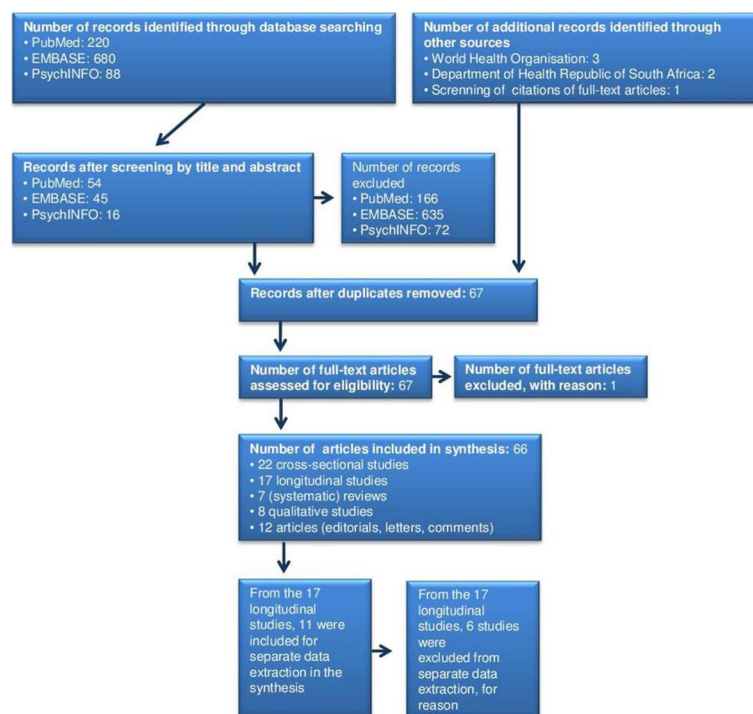 Number of records identified through database searching
• PubMed: 220
• EMBASE: 680
• PsychINFO: 88
Number of additional records identified through
other sources
• World Health Organisation: 3
• Department of Health Republic of South Africa: 2
• Screnning of citations of full-text articles: 1
Records after screening by title and abstract
• PubMed: 54
• EMBASE: 45
• PsychINFO: 16
Number of records
excluded
• PubMed: 166
• EMBASE: 635
• PsychINFO: 72
Records after duplicates removed: 67
Number of full-text articles
assessed for eligibility: 67
Number of full-text articles
excluded, with reason: 1
Number of articles included in synthesis: 66
• 22 cross-sectional studies
• 17 longitudinal studies
• 7 (systematic) reviews
• 8 qualitative studies
• 12 articles (editorials, letters, comments)
From the 17
longitudinal
studies, 11 were
included for
separate data
extraction in the
synthesis
From the 17
longitudinal
studies, 6 studies
were
excluded from
separate data
extraction, for
reason